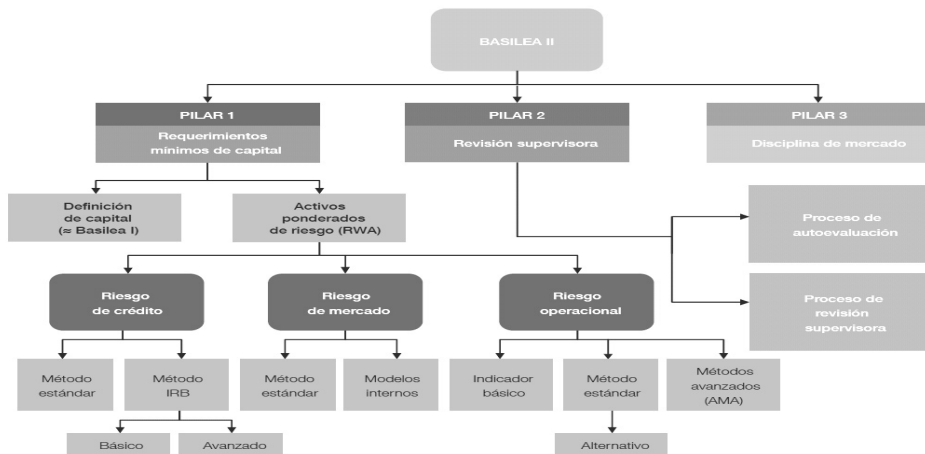 BASILEA II
PILAR 1
Requerimientos
mínimos de capital
PILAR 2
Revisión supervisora
PILAR 3
Disciplina de mercado
Definición
de capital
(≈ Basilea I)
Activos
ponderados
de riesgo (RWA)
Proceso de
autoevaluación
Proceso de
revisión
supervisora
Riesgo
de crédito
Riesgo
de mercado
Riesgo
operacional
Método
estándar
Método
IRB
Método
estándar
Modelos
internos
Indicador
básico
Método
estándar
Métodos
avanzados
(AMA)
Básico
Avanzado
Alternativo